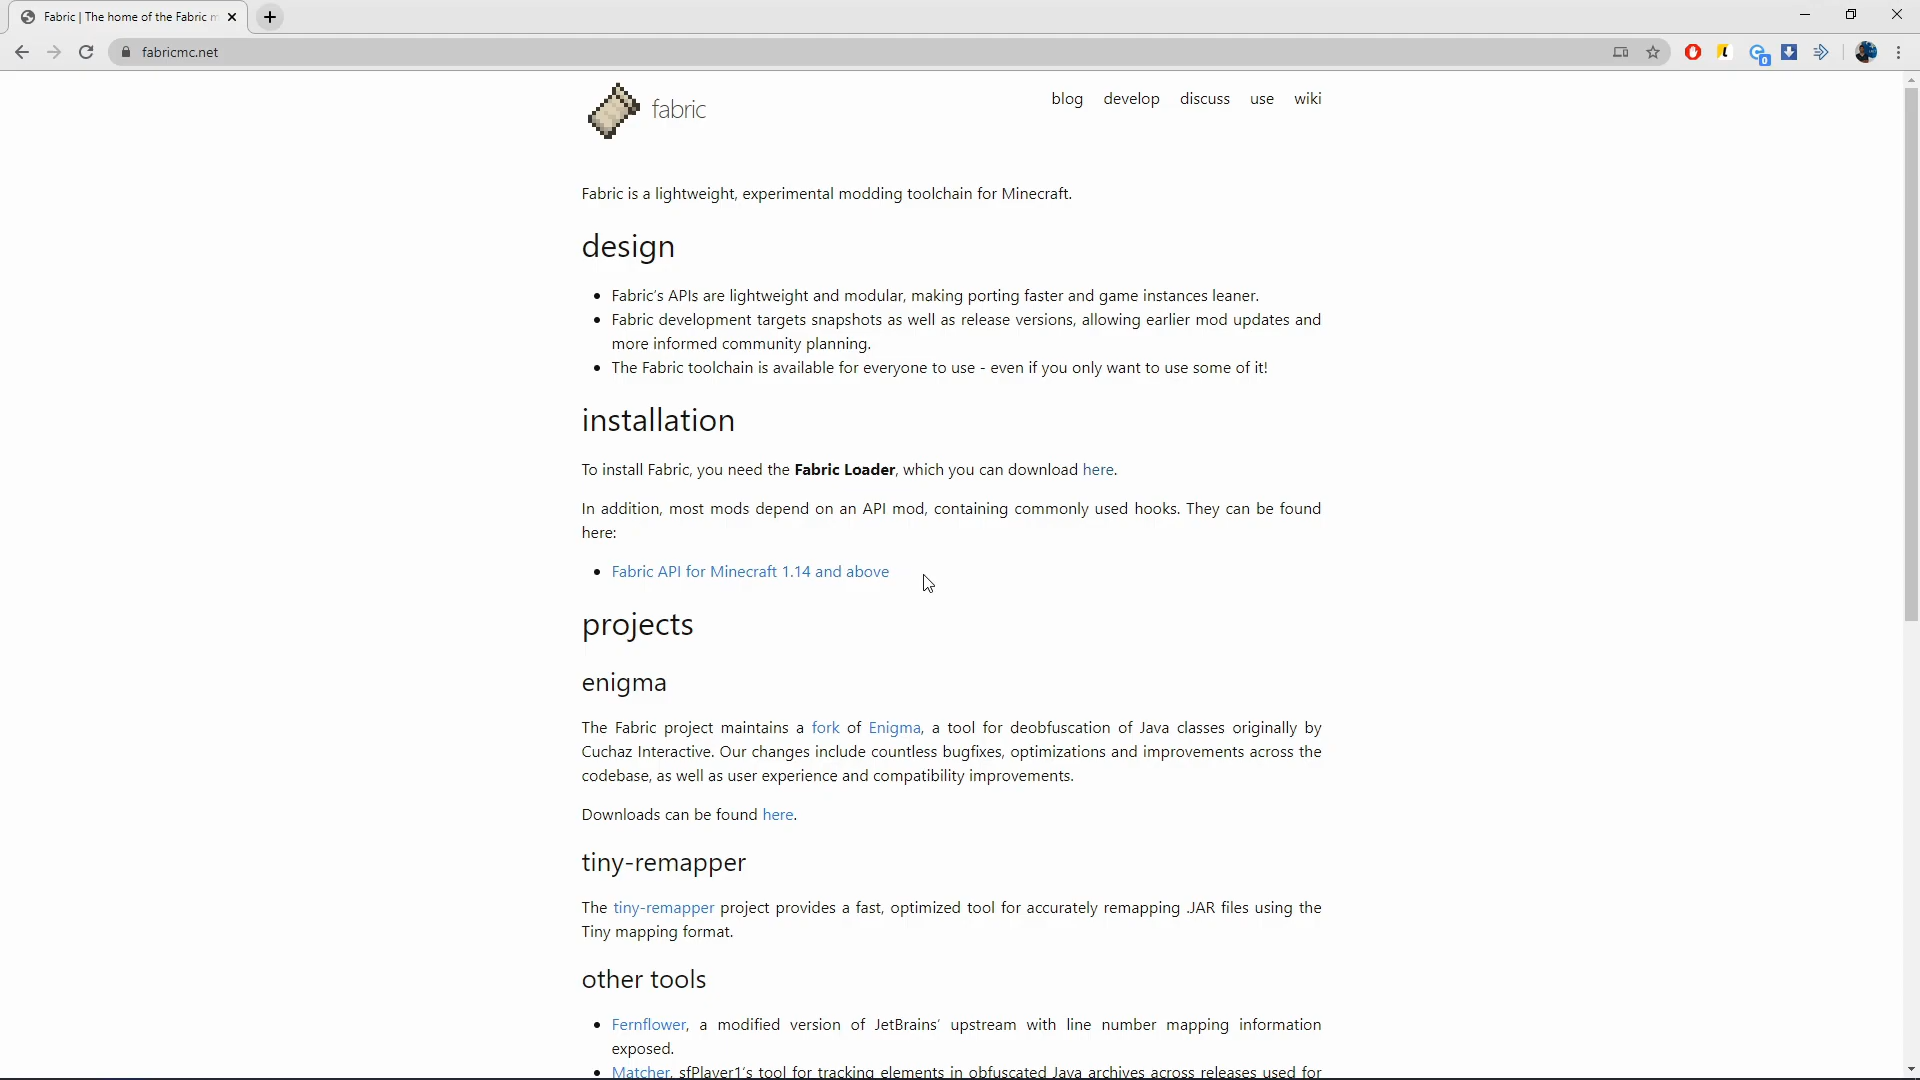 Fabric | The home of the Fabric m
fabricmc.net
0
fabric
blog develop discuss use wiki
Fabric is a lightweight, experimental modding toolchain for Minecraft.
design
• Fabric's APIs are lightweight and modular, making porting faster and game instances leaner.
• Fabric development targets snapshots as well as release versions, allowing earlier mod updates and
more informed community planning.
• The Fabric toolchain is available for everyone to use - even if you only want to use some of it!
installation
To install Fabric, you need the Fabric Loader, which you can download here.
In addition, most mods depend on an API mod, containing commonly used hooks. They can be found
here:
• Fabric API for Minecraft 1.14 and above
projects
enigma
The Fabric project maintains a fork of Enigma, a tool for deobfuscation of Java classes originally by
Cuchaz Interactive. Our changes include countless bugfixes, optimizations and improvements across the
codebase, as well as user experience and compatibility improvements.
Downloads can be found here.
tiny-remapper
The tiny-remapper project provides a fast, optimized tool for accurately remapping .JAR files using the
Tiny mapping format.
other tools
• Fernflower, a modified version of JetBrains' upstream with line number mapping information
exposed.
• Matcher, sfPlayer1's tool for tracking elements in obfuscated Java archives across releases used for